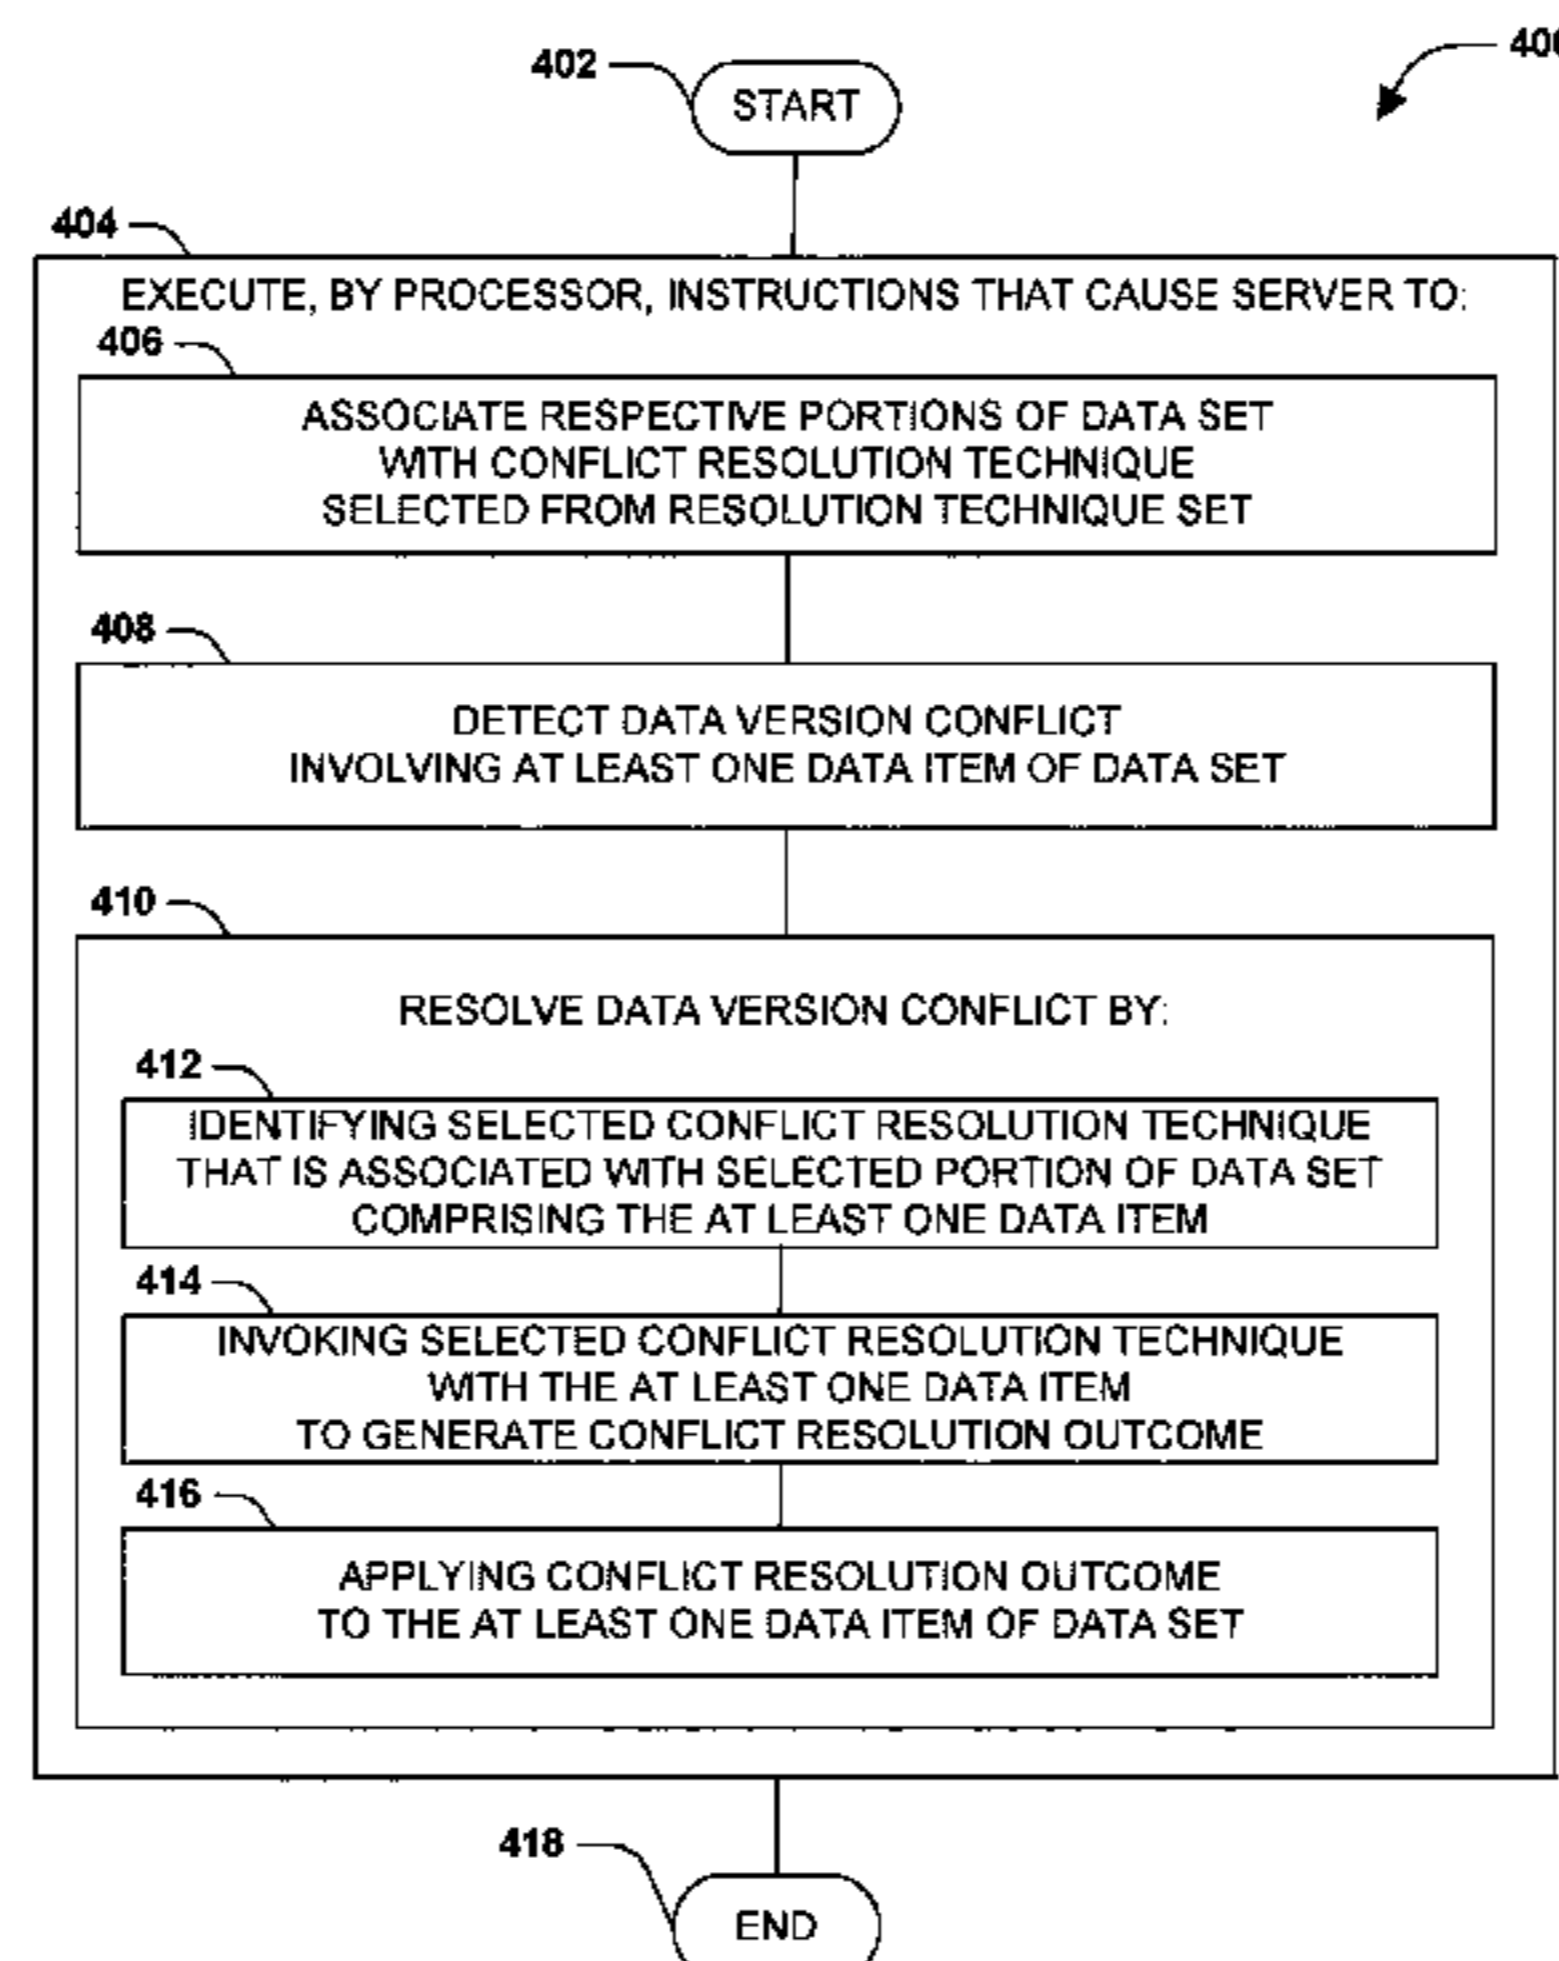 402
START
404
EXECUTE, BY PROCESSOR, INSTRUCTIONS THAT CAUSE SERVER TO:
406
ASSOCIATE RESPECTIVE PORTIONS OF DATA SET
WITH CONFLICT RESOLUTION TECHNIQUE
SELECTED FROM RESOLUTION TECHNIQUE SET
408
DETECT DATA VERSION CONFLICT
INVOLVING AT LEAST ONE DATA ITEM OF DATA SET
410
RESOLVE DATA VERSION CONFLICT BY:
412
IDENTIFYING SELECTED CONFLICT RESOLUTION TECHNIQUE
THAT IS ASSOCIATED WITH SELECTED PORTION OF DATA SET
COMPRISING THE AT LEAST ONE DATA ITEM
414
INVOKING SELECTED CONFLICT RESOLUTION TECHNIQUE
WITH THE AT LEAST ONE DATA ITEM
TO GENERATE CONFLICT RESOLUTION OUTCOME
416
APPLYING CONFLICT RESOLUTION OUTCOME
TO THE AT LEAST ONE DATA ITEM OF DATA SET
418
END